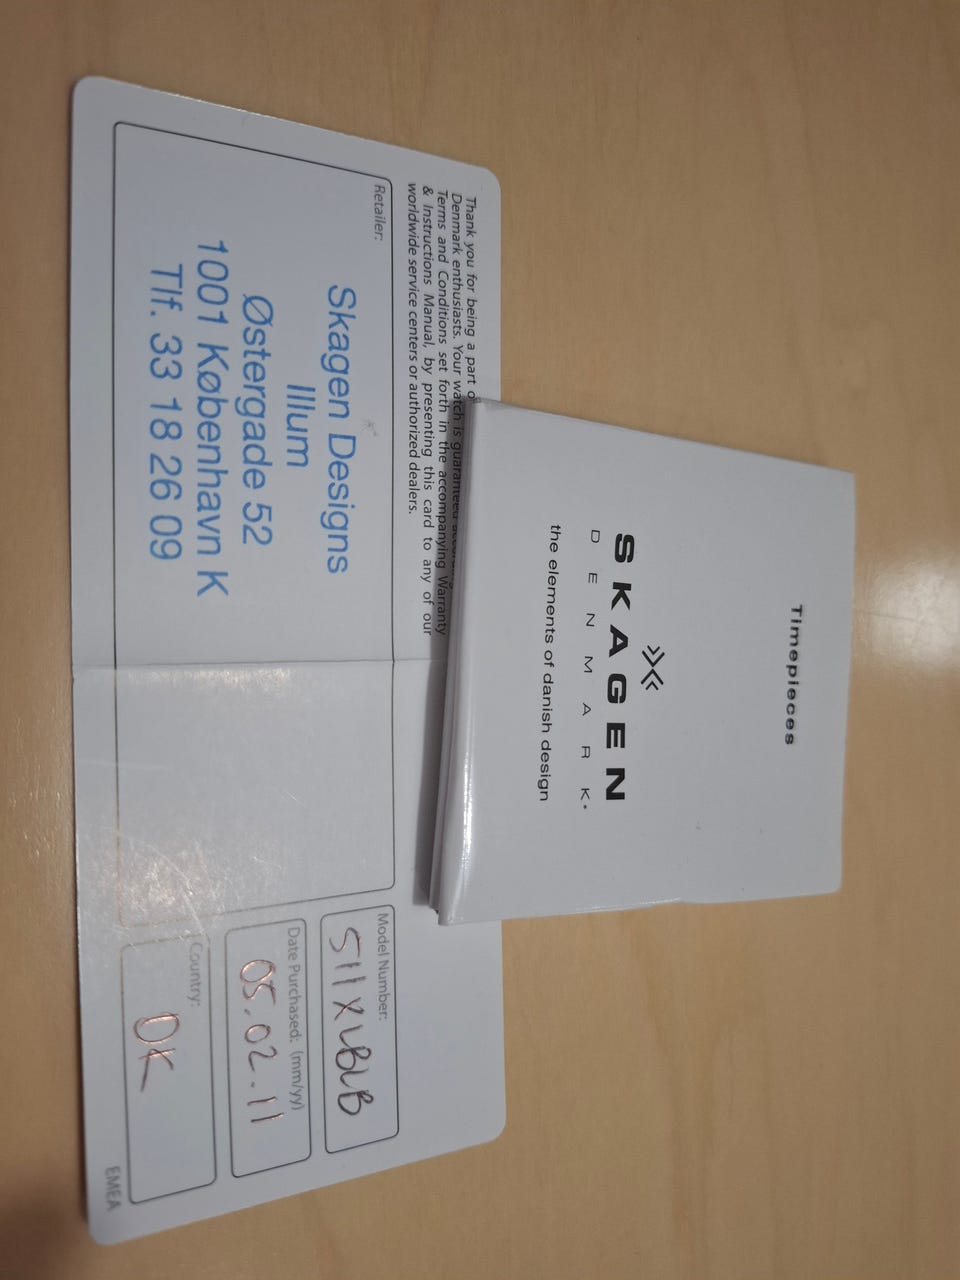 Thank you for being a part of
Denmark enthusiasts. Your watch is guaranteed according
Terms and Conditions set forth in the accompanying Warranty
& Instructions Manual, by presenting this card to any of our
worldwide service centers or authorized dealers.
Retailer:
Skagen Designs
Illum
Østergade 52
1001 København K
Tlf. 33 18 26 09
Model Number:
511XLBLB
Date Purchased: (mm/yy)
05.02.11
Country:
DK
EMEA
Timepieces
SKAGEN
DENMARK
the elements of danish design